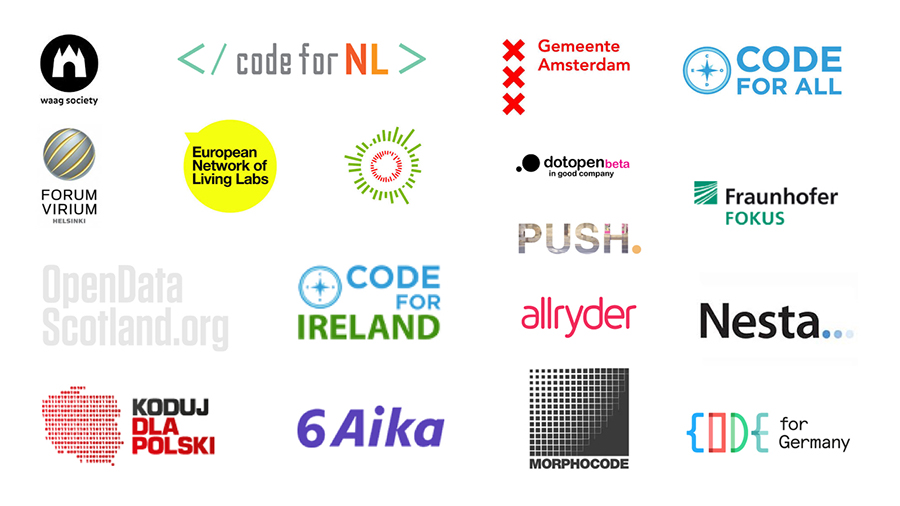 waag society
</ code for NL >
Gemeente
Amsterdam
CODE
FOR ALL
FORUM
VIRIUM
HELSINKI
European
Network of
Living Labs
dotopenbeta
in good company
Fraunhofer
FOKUS
PUSH.
OpenData
Scotland.org
CODE
FOR
IRELAND
allryder
Nesta...
KODUJ
DLA
POLSKI
6Aika
MORPHOCODE
{ODE for
Germany